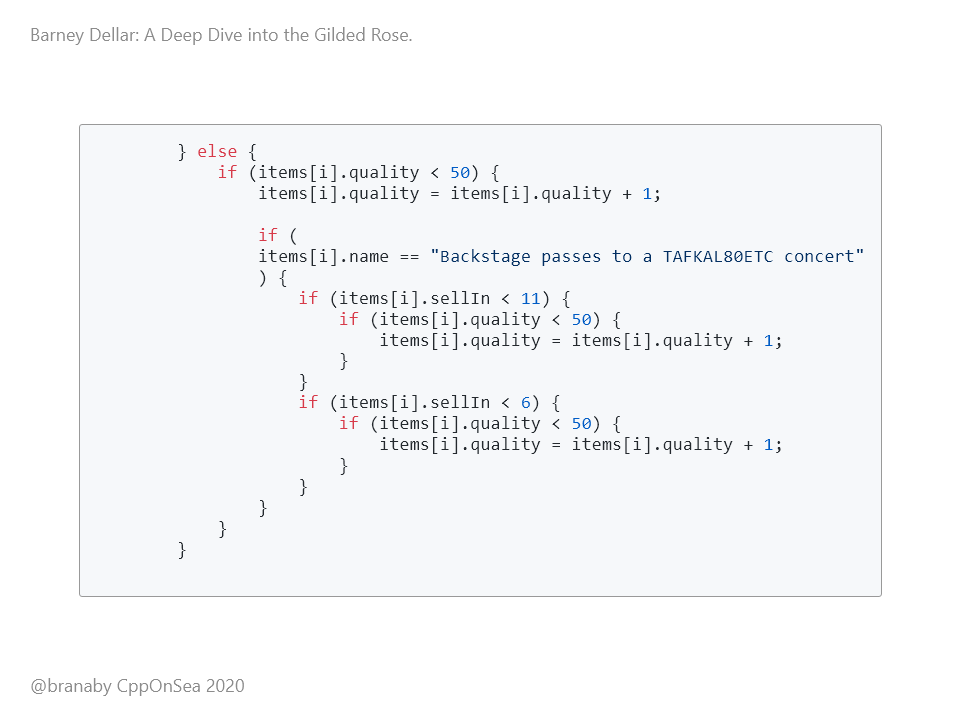 Barney Dellar: A Deep Dive into the Gilded Rose.
} else {
if (items[i].quality < 50) {
items[i].quality = items[i].quality + 1;
if (
items[i].name == "Backstage passes to a TAFKAL80ETC concert"
) {
if (items[i].sellIn < 11) {
if (items[i].quality < 50) {
items[i].quality = items[i].quality + 1;
}
}
if (items[i].sellIn < 6) {
if (items[i].quality < 50) {
items[i].quality = items[i].quality + 1;
}
}
}
}
}
@branaby CppOnSea 2020